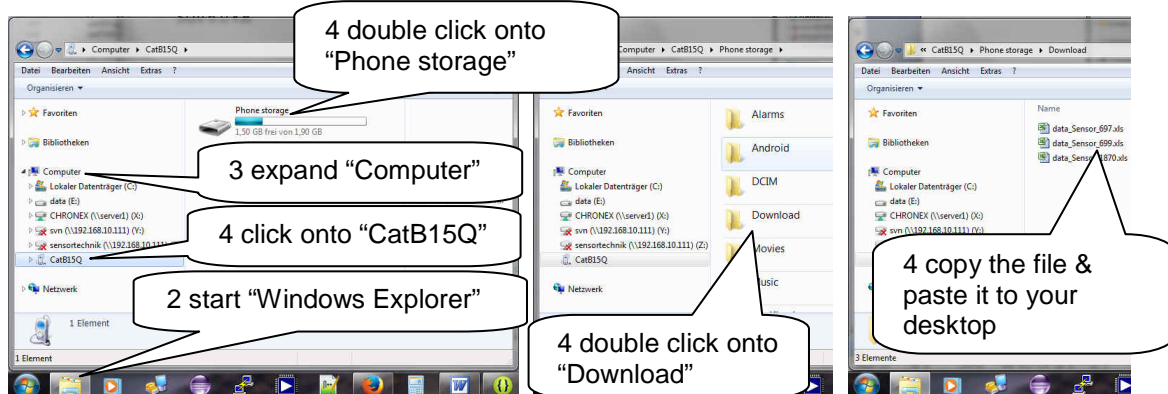 4 double click onto
“Phone storage”
Computer ▸ CatB15Q ▸
Datei Bearbeiten Ansicht Extras ?
Organisieren
Favoriten
Bibliotheken
Computer
Lokaler Datenträger (C:)
data (E:)
CHRONEX (\\server1) (X:)
svn (\\192.168.10.111) (Y:)
sensortechnik (\\192.168.10.111)
CatB15Q
Netzwerk
1 Element
1 Element
Phone storage
1,50 GB frei von 1,90 GB
3 expand “Computer”
4 click onto “CatB15Q”
2 start “Windows Explorer”
Computer ▸ CatB15Q ▸ Phone storage ▸
Ansicht Extras ?
Favoriten
Bibliotheken
Computer
Lokaler Datenträger (C:)
data (E:)
CHRONEX (\\server1) (X:)
svn (\\192.168.10.111) (Y:)
sensortechnik (\\192.168.10.111) (Z:)
CatB15Q
Netzwerk
Alarms
Android
DCIM
Download
Movies
4 double click onto
“Download”
« CatB15Q ▸ Phone storage ▸ Download
Datei Bearbeiten Ansicht Extras ?
Organisieren
Favoriten
Bibliotheken
Computer
Lokaler Datenträger (C:)
data (E:)
CHRONEX (\\server1) (X:)
svn (\\192.168.10.111) (Y:)
Name
data_Sensor_697.xls
data_Sensor_699.xls
4 copy the file &
paste it to your
desktop
3 Elemente